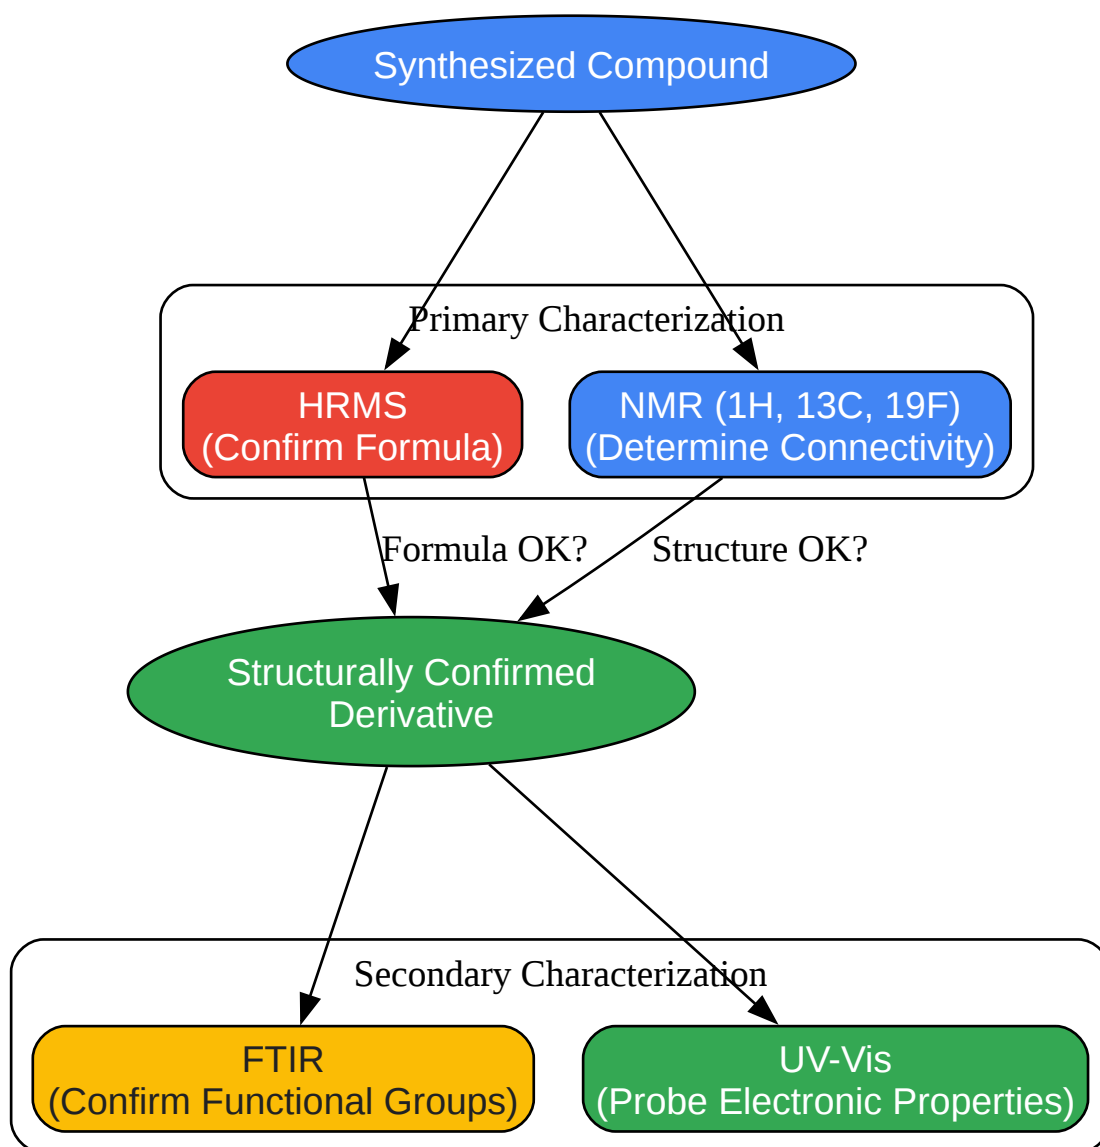 Synthesized Compound
Primary Characterization
HRMS
(Confirm Formula)
NMR (1H, 13C, 19F)
(Determine Connectivity)
Formula OK?
Structure OK?
Structurally Confirmed
Derivative
Secondary Characterization
FTIR
(Confirm Functional Groups)
UV-Vis
(Probe Electronic Properties)